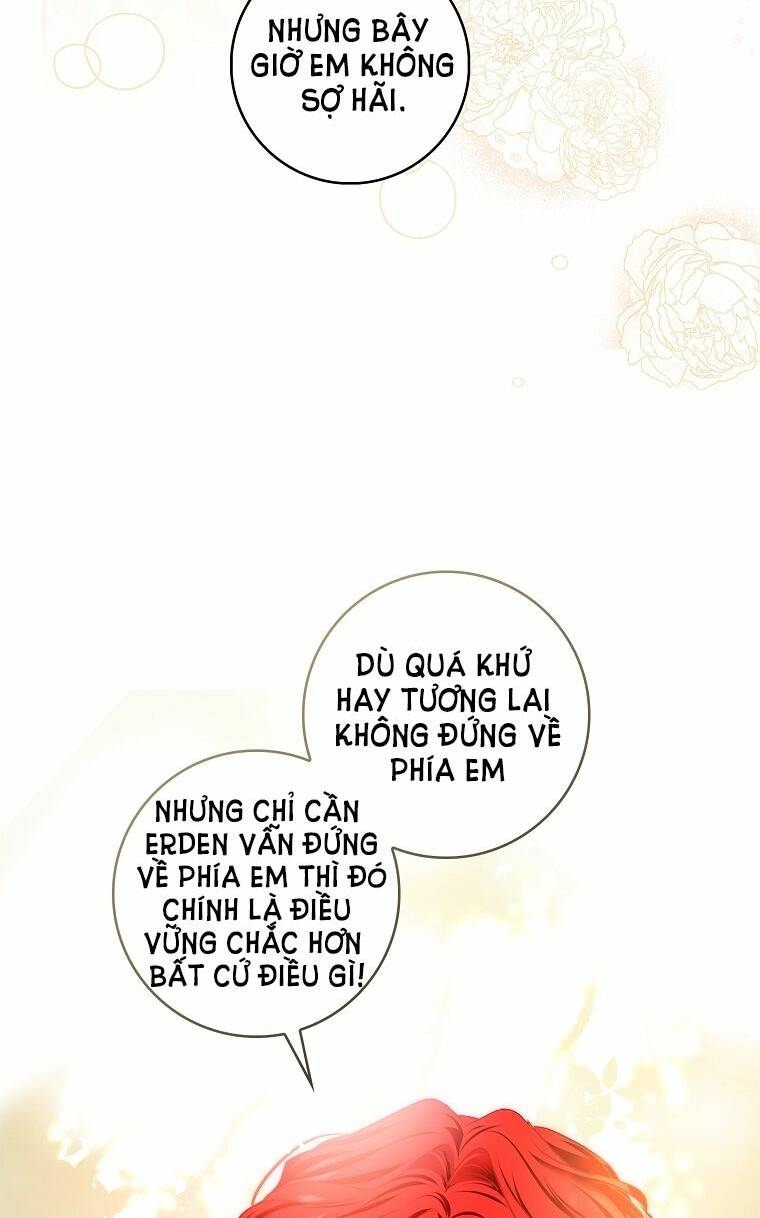 NHƯNG BÂY
GIỜ EM KHÔNG
SỢ HÃI.
DÙ QUÁ KHỨ
HAY TƯƠNG LAI
KHÔNG ĐỨNG VỀ
PHÍA EM
NHƯNG CHỈ CẦN
ERDEN VẪN ĐỨNG
VỀ PHÍA EM THÌ ĐÓ
CHÍNH LÀ ĐIỀU
VỮNG CHẮC HƠN
BẤT CỨ ĐIỀU GÌ!